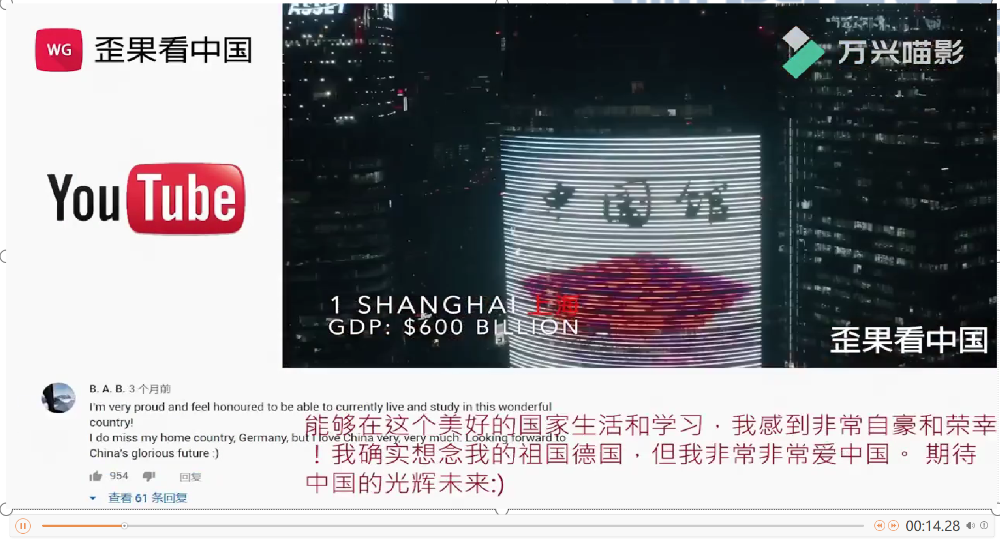 ASSET
WG 歪果看中国
万兴喵影
YouTube
中国馆
1 SHANGHAI 上海
GDP: $600 BILLION
歪果看中国
B. A. B. 3 个月前
I'm very proud and feel honoured to be able to currently live and study in this wonderful
country!
I do miss my home country, Germany, but I love China very, very much. Looking forward to
China's glorious future :)
能够在这个美好的国家生活和学习，我感到非常自豪和荣幸
！我确实想念我的祖国德国，但我非常非常爱中国。 期待
中国的光辉未来:)
954 回复
查看 61 条回复
00:14.28